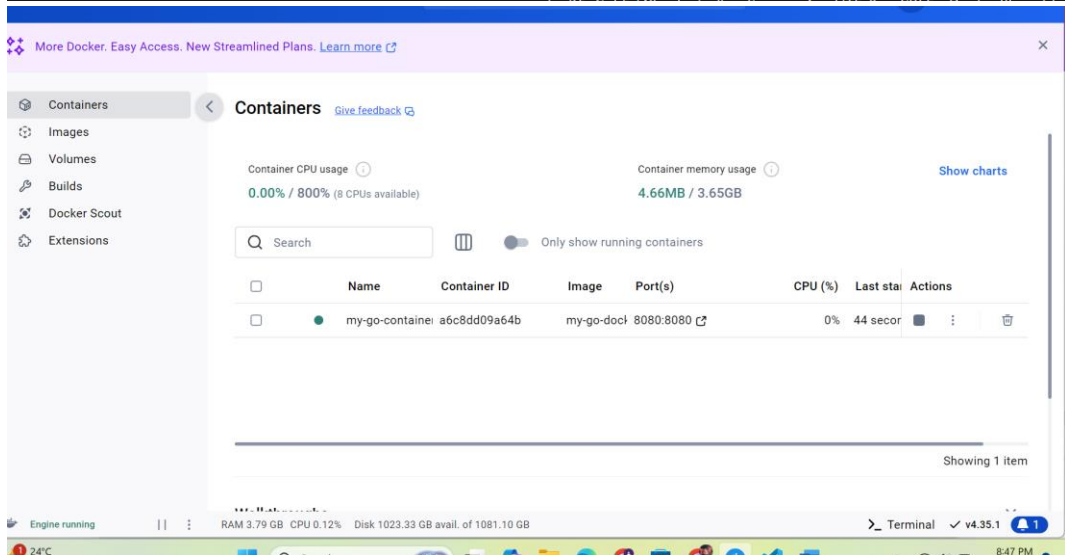 More Docker. Easy Access. New Streamlined Plans. Learn more
Containers
Images
Volumes
Builds
Docker Scout
Extensions
Containers Give feedback
Container CPU usage
0.00% / 800% (8 CPUs available)
Container memory usage
4.66MB / 3.65GB
Show charts
Search
Only show running containers
Name Container ID Image Port(s) CPU (%) Last star Actions
my-go-container a6c8dd09a64b my-go-dock 8080:8080 0% 44 secon
Showing 1 item
Engine running
RAM 3.79 GB CPU 0.12% Disk 1023.33 GB avail. of 1081.10 GB
Terminal v4.35.1 1
24°C
8:47 PM